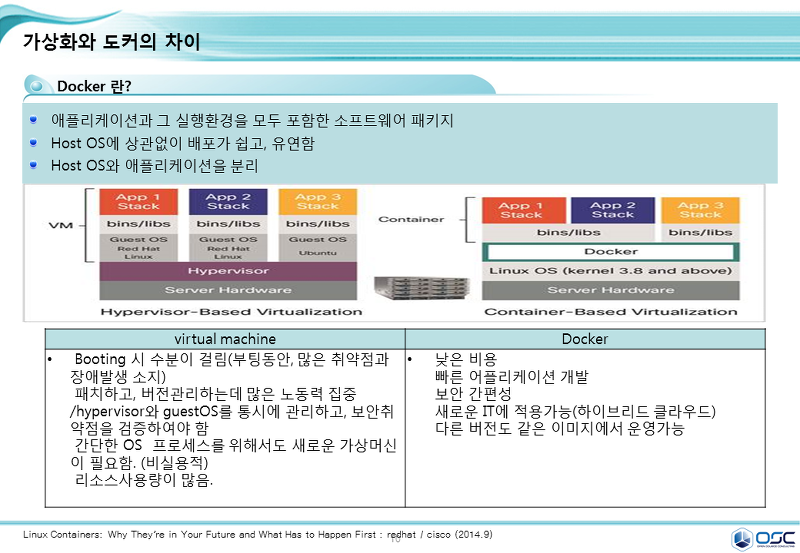 가상화와 도커의 차이
Docker 란?
애플리케이션과 그 실행환경을 모두 포함한 소프트웨어 패키지
Host OS에 상관없이 배포가 쉽고, 유연함
Host OS와 애플리케이션을 분리
VM
App 1 Stack
App 2 Stack
App 3 Stack
bins/libs
bins/libs
bins/libs
Guest OS Red Hat Linux
Guest OS Red Hat Linux
Guest OS Ubuntu
Hypervisor
Server Hardware
Hypervisor-Based Virtualization
Container
App 1 Stack
App 2 Stack
App 3 Stack
bins/libs
bins/libs
Docker
Linux OS (kernel 3.8 and above)
Server Hardware
Container-Based Virtualization
virtual machine
• Booting 시 수분이 걸림(부팅동안, 많은 취약점과
장애발생 소지)
패치하고, 버전관리하는데 많은 노동력 집중
/hypervisor와 guestOS를 통시에 관리하고, 보안취
약점을 검증하여야 함
간단한 OS 프로세스를 위해서도 새로운 가상머신
이 필요함. (비실용적)
리소스사용량이 많음.
Docker
• 낮은 비용
빠른 어플리케이션 개발
보안 간편성
새로운 IT에 적용가능(하이브리드 클라우드)
다른 버전도 같은 이미지에서 운영가능
Linux Containers: Why They're in Your Future and What Has to Happen First : redhat / cisco (2014.9)
OSC